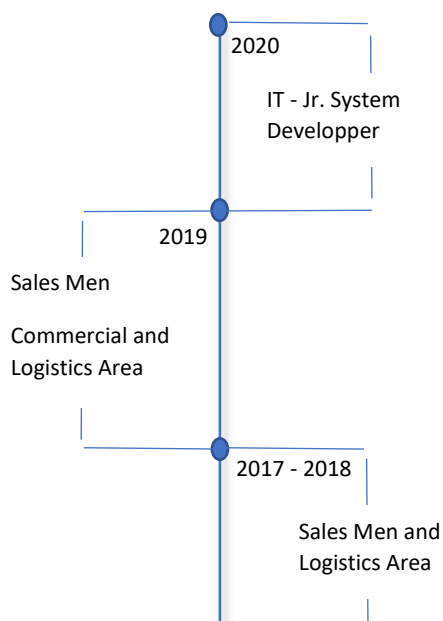 2020
IT - Jr. System
Developper
2019
Sales Men
Commercial and
Logistics Area
2017 - 2018
Sales Men and
Logistics Area